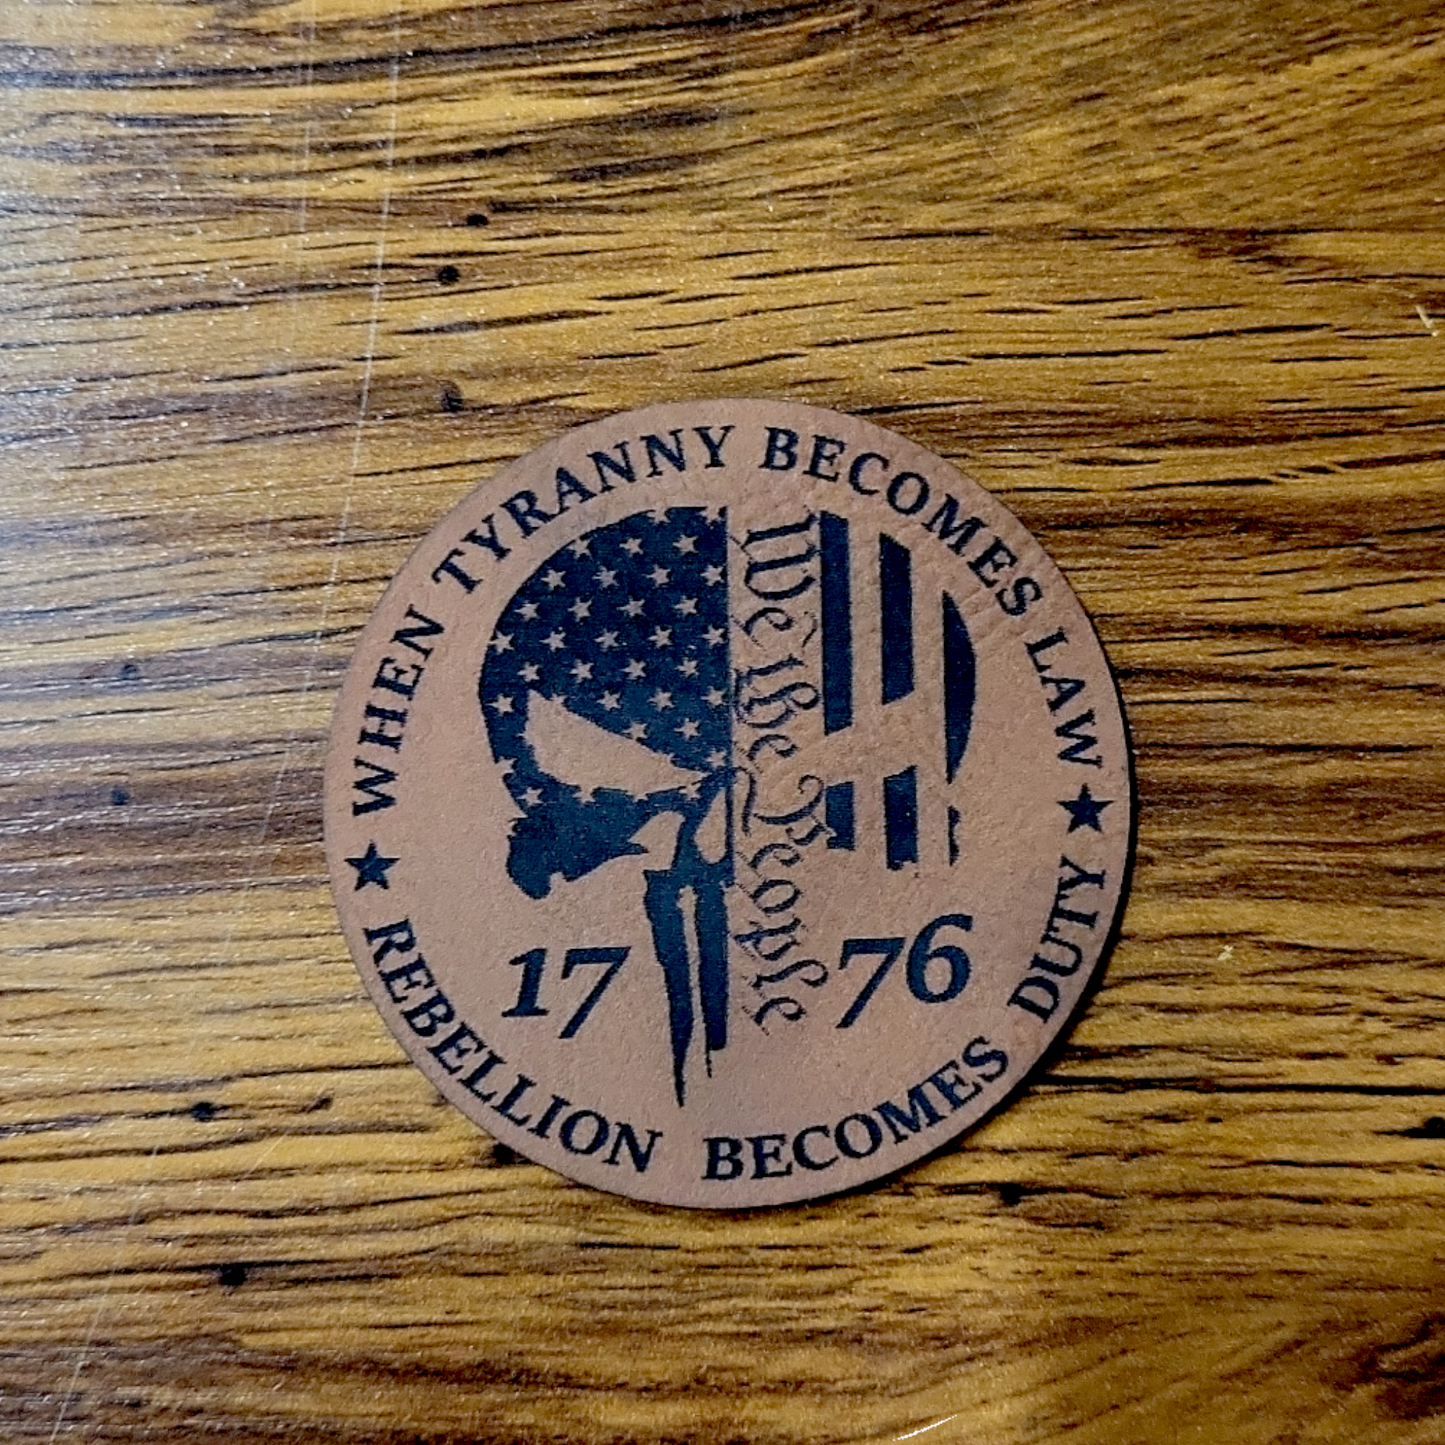 WHEN TYRANNY BECOMES LAW
We the People
17 76
REBELLION BECOMES DUTY